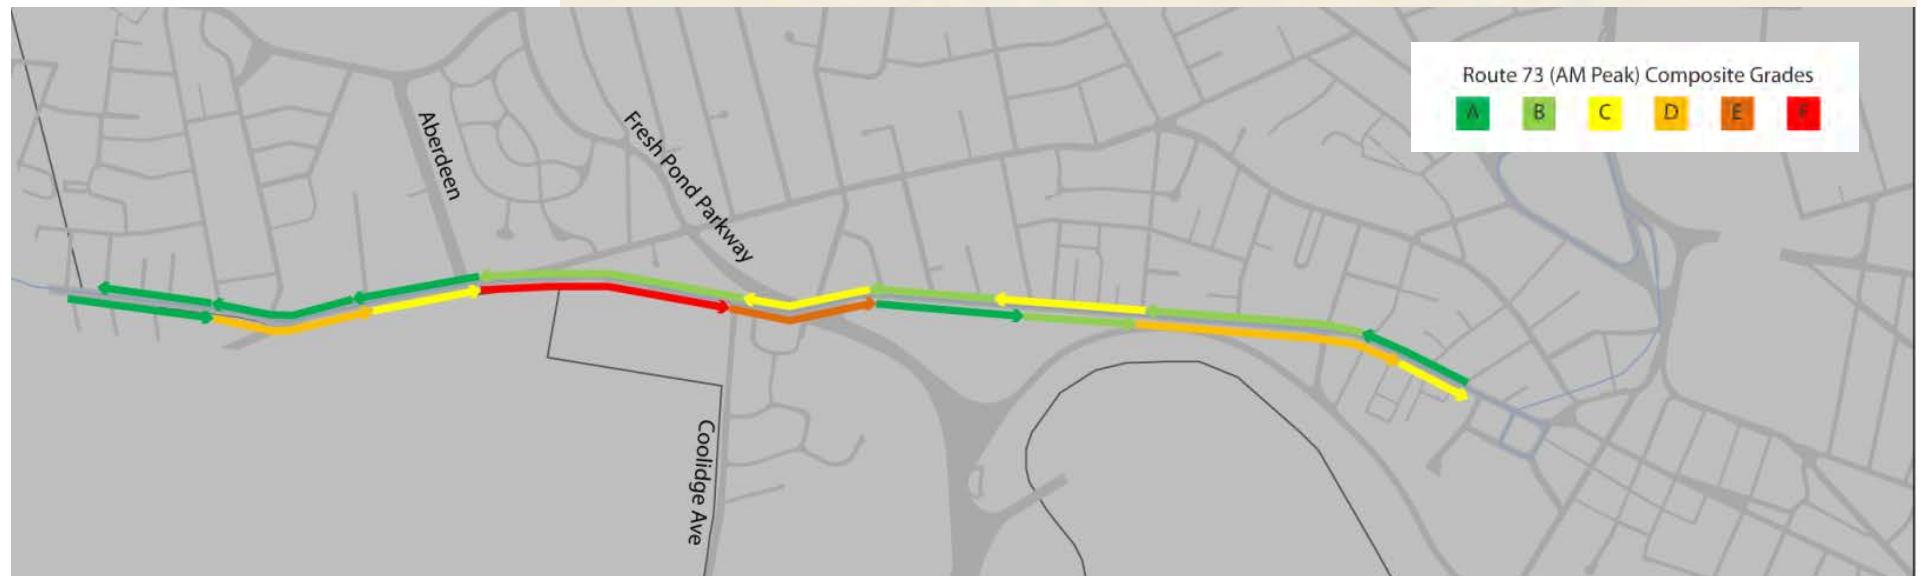 Route 73 (AM Peak) Composite Grades
A B C D E F
Aberdeen
Fresh Pond Parkway
Coolidge Ave